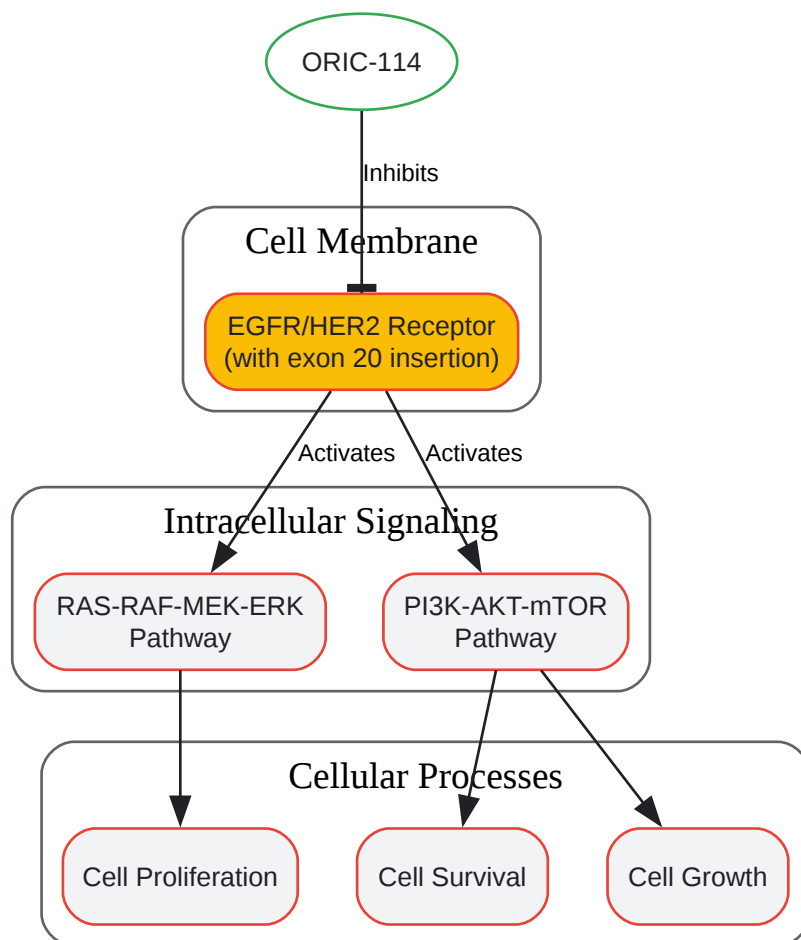 ORIC-114
Inhibits
Cell Membrane
EGFR/HER2 Receptor
(with exon 20 insertion)
Activates
Activates
Intracellular Signaling
RAS-RAF-MEK-ERK
Pathway
PI3K-AKT-mTOR
Pathway
Cellular Processes
Cell Proliferation
Cell Survival
Cell Growth